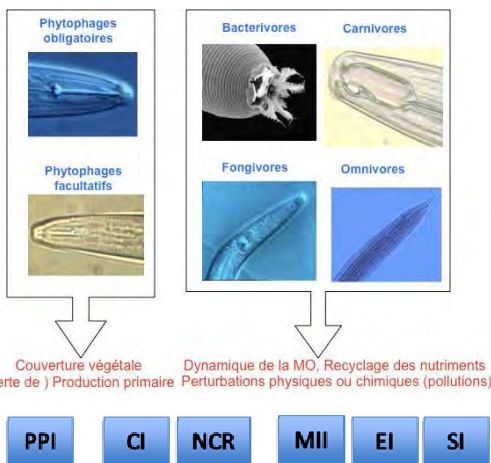 Phytophages
obligatoires
Phytophages
facultatifs
Bacterivores
Carnivores
Fongivores
Omnivores
Couverture végétale
erte de ) Production primaire
Dynamique de la MO, Recyclage des nutriments
Perturbations physiques ou chimiques (pollutions)
PPI
CI
NCR
MII
EI
SI